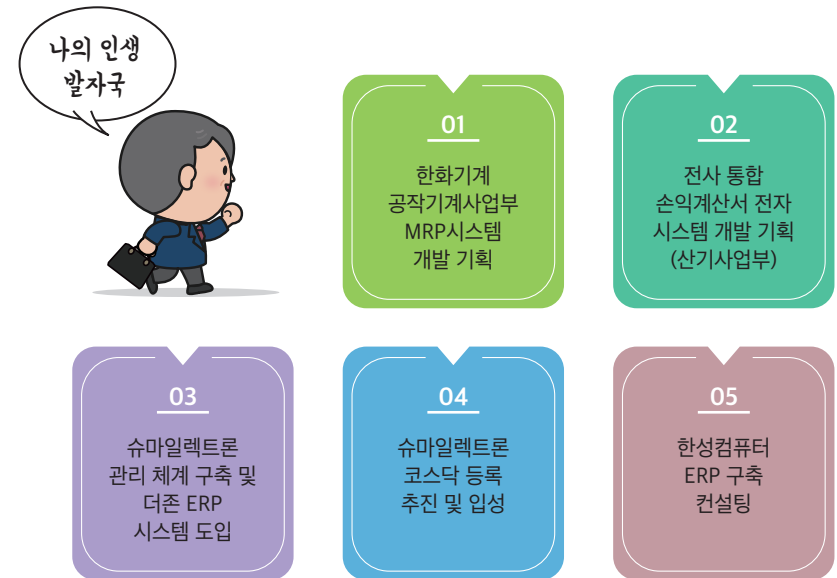 나의 인생
발자국
01
한화기계
공작기계사업부
MRP시스템
개발 기획
02
전사 통합
손익계산서 전자
시스템 개발 기획
(산기사업부)
03
슈마일렉트론
관리 체계 구축 및
더존 ERP
시스템 도입
04
슈마일렉트론
코스닥 등록
추진 및 입성
05
한성컴퓨터
ERP 구축
컨설팅